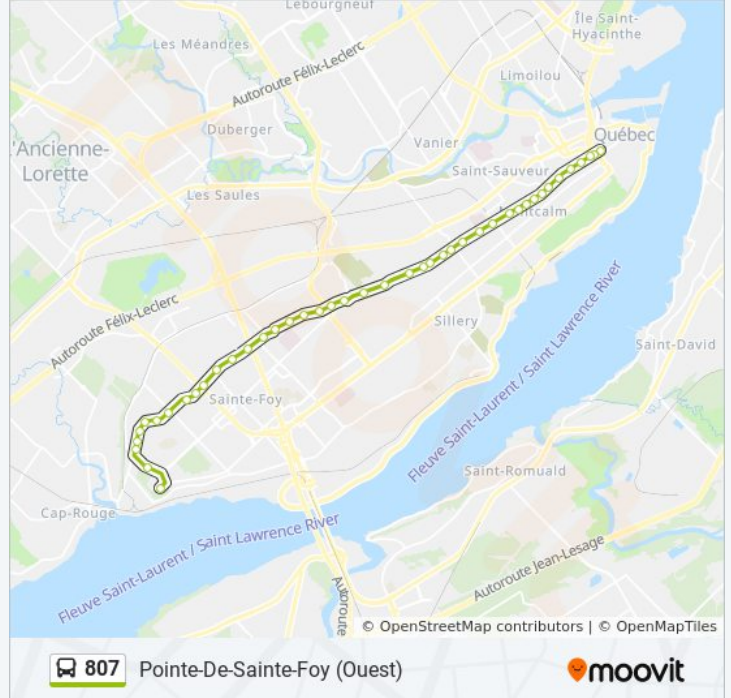 Lebourgneuf
Île Saint-
Hyacinthe
Les Méandres
Autoroute Félix-Leclerc
Limoilou
Duberger
Vanier
Québec
'Ancienne-
Lorette
Saint-Sauveur
Les Saules
Autoroute Félix-Leclerc
Sillery
Fleuve Saint-Laurent / Saint Lawrence River
Saint-David
Sainte-Foy
Saint-Romuald
Cap-Rouge
Fleuve Saint-Laurent / Saint Lawrence River
Autoroute Jean-Lesage
Autoroute
© OpenStreetMap contributors | © OpenMapTiles
807 Pointe-De-Sainte-Foy (Ouest)
moovit